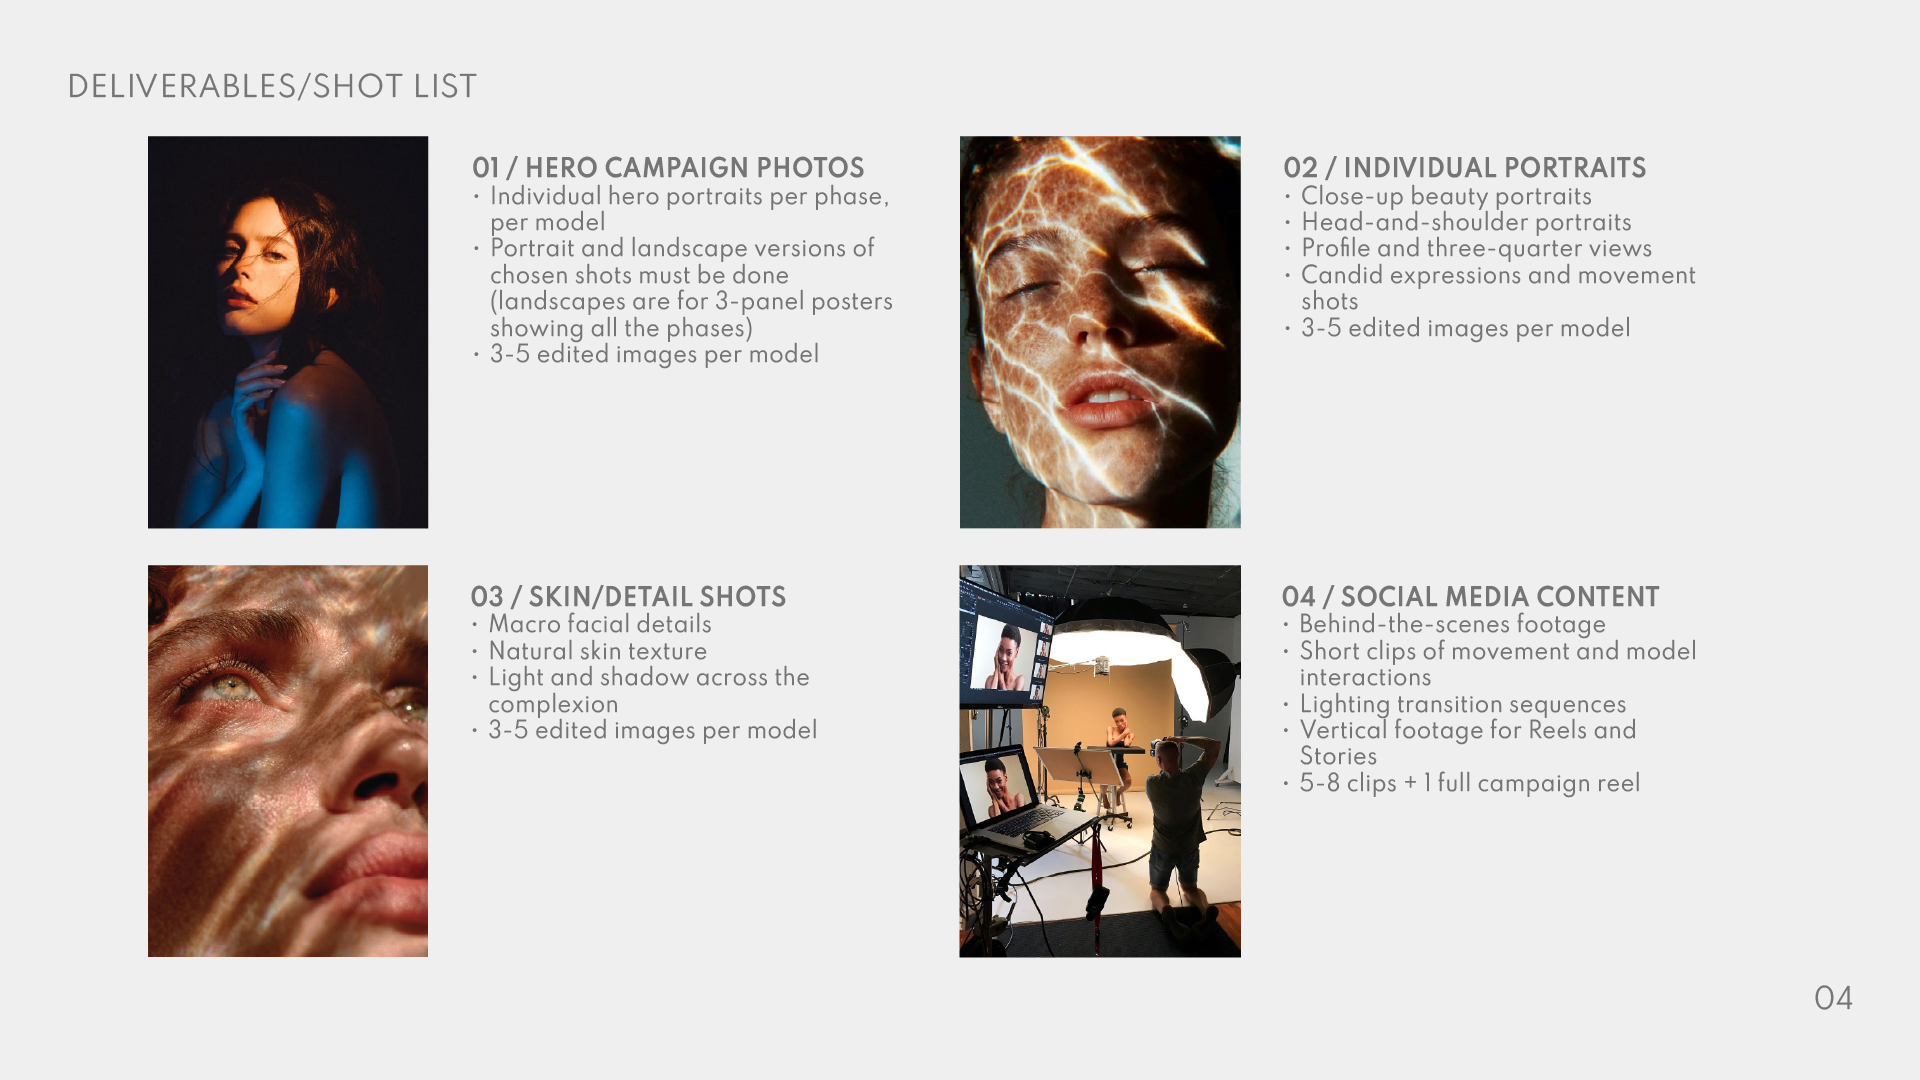 DELIVERABLES/SHOT LIST
01 / HERO CAMPAIGN PHOTOS
• Individual hero portraits per phase,
per model
• Portrait and landscape versions of
chosen shots must be done
(landscapes are for 3-panel posters
showing all the phases)
• 3-5 edited images per model
02 / INDIVIDUAL PORTRAITS
• Close-up beauty portraits
• Head-and-shoulder portraits
• Profile and three-quarter views
• Candid expressions and movement
shots
• 3-5 edited images per model
03 / SKIN/DETAIL SHOTS
• Macro facial details
• Natural skin texture
• Light and shadow across the
complexion
• 3-5 edited images per model
04 / SOCIAL MEDIA CONTENT
• Behind-the-scenes footage
• Short clips of movement and model
interactions
• Lighting transition sequences
• Vertical footage for Reels and
Stories
• 5-8 clips + 1 full campaign reel
04